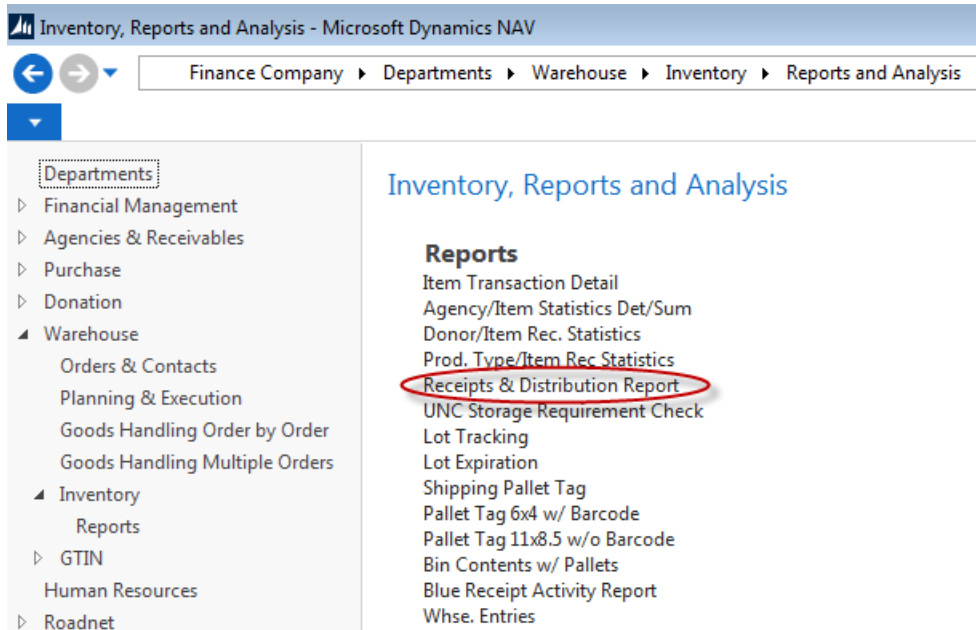 Inventory, Reports and Analysis - Microsoft Dynamics NAV
Finance Company Departments Warehouse Inventory Reports and Analysis
Departments
Financial Management
Agencies & Receivables
Purchase
Donation
Warehouse
Orders & Contacts
Planning & Execution
Goods Handling Order by Order
Goods Handling Multiple Orders
Inventory
Reports
GTIN
Human Resources
Roadnet
Inventory, Reports and Analysis
Reports
Item Transaction Detail
Agency/Item Statistics Det/Sum
Donor/Item Rec. Statistics
Prod. Type/Item Rec Statistics
Receipts & Distribution Report
UNC Storage Requirement Check
Lot Tracking
Lot Expiration
Shipping Pallet Tag
Pallet Tag 6x4 w/ Barcode
Pallet Tag 11x8.5 w/o Barcode
Bin Contents w/ Pallets
Blue Receipt Activity Report
Whse. Entries